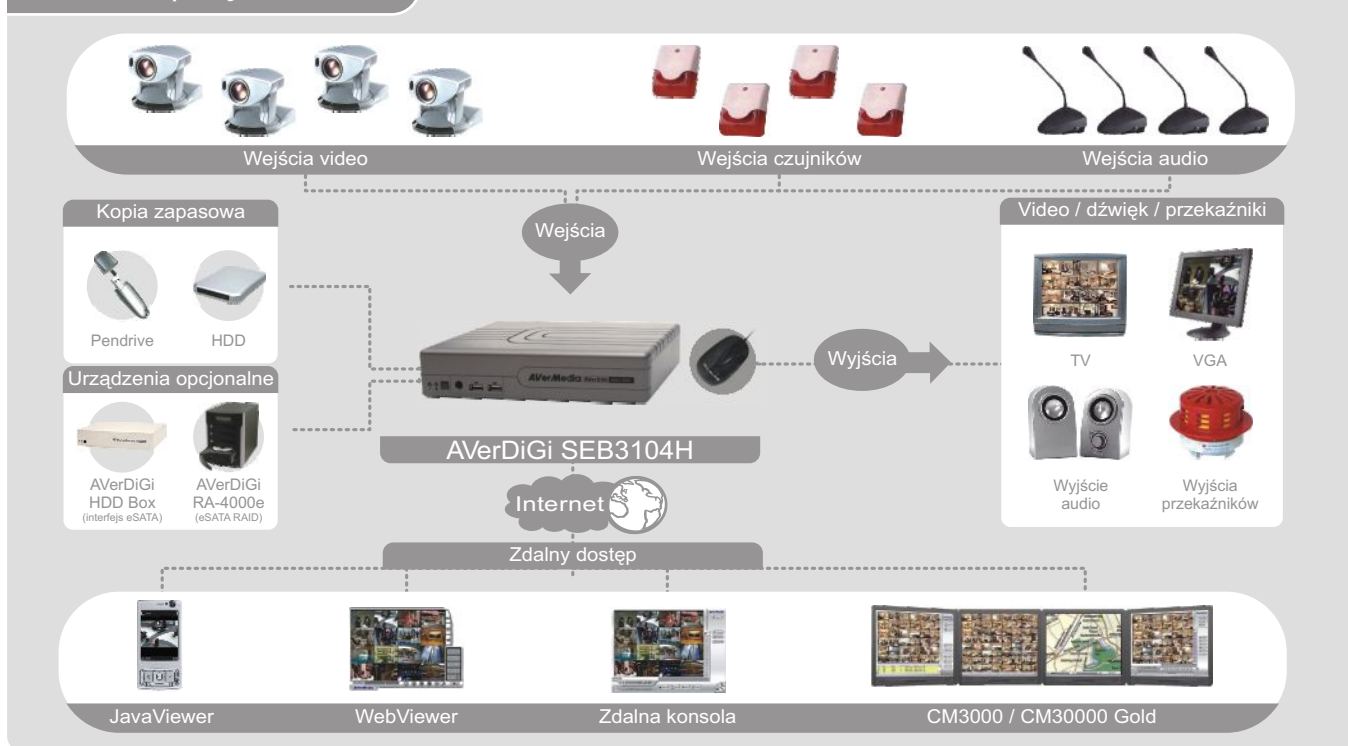 Wejścia video
Wejścia czujników
Wejścia audio
Kopia zapasowa
Pendrive
HDD
Urządzenia opcjonalne
AVerDiGi
HDD Box
(interfejs eSATA)
AVerDiGi
RA-4000e
(eSATA RAID)
Wejścia
AVerMedia
AVerDiGi SEB3104H
Wyjścia
Video / dźwięk / przekaźniki
TV
VGA
Wyjście
audio
Wyjścia
przekaźników
Internet
Zdalny dostęp
JavaViewer
WebViewer
Zdalna konsola
CM3000 / CM30000 Gold